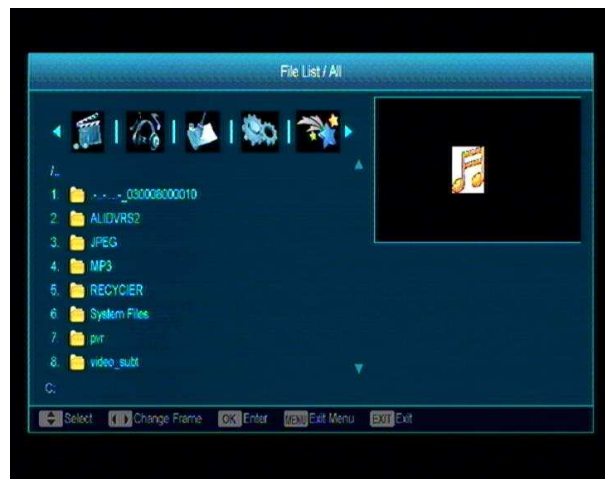 File List / All
/..
1. .-.-...-_030008000010
2. ALIDVRS2
3. JPEG
4. MP3
5. RECYCIER
6. System Files
7. pvr
8. video_subt
C:
Select Change Frame OK Enter MENU Exit Menu EXIT Exit